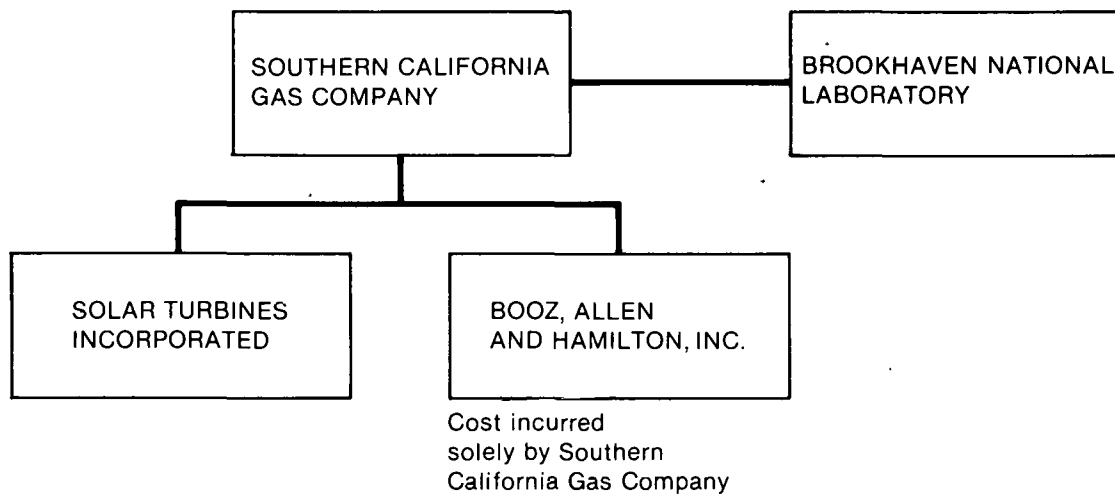 SOUTHERN CALIFORNIA
GAS COMPANY
BROOKHAVEN NATIONAL
LABORATORY
SOLAR TURBINES
INCORPORATED
BOOZ, ALLEN
AND HAMILTON, INC.
Cost incurred
solely by Southern
California Gas Company